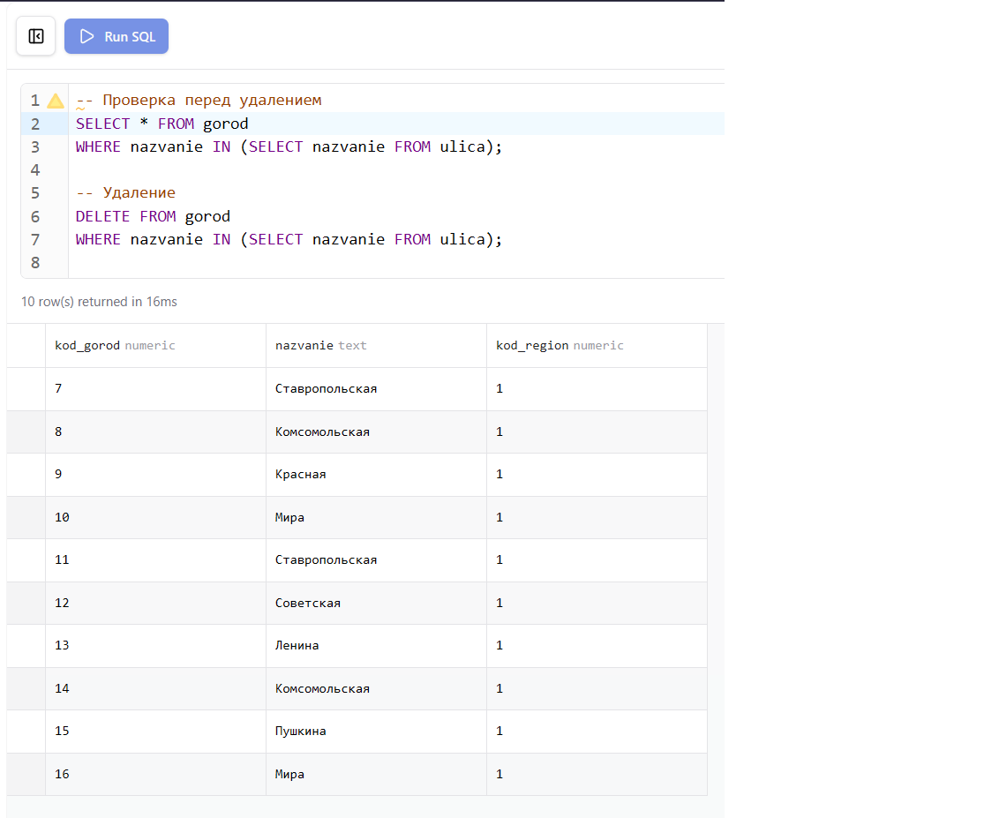 Run SQL
1 -- Проверка перед удалением
2 SELECT * FROM gorod
3 WHERE nazvanie IN (SELECT nazvanie FROM ulica);
4
5 -- Удаление
6 DELETE FROM gorod
7 WHERE nazvanie IN (SELECT nazvanie FROM ulica);
8
10 row(s) returned in 16ms
kod_gorod numeric nazvanie text kod_region numeric
7 Ставропольская 1
8 Комсомольская 1
9 Красная 1
10 Мира 1
11 Ставропольская 1
12 Советская 1
13 Ленина 1
14 Комсомольская 1
15 Пушкина 1
16 Мира 1